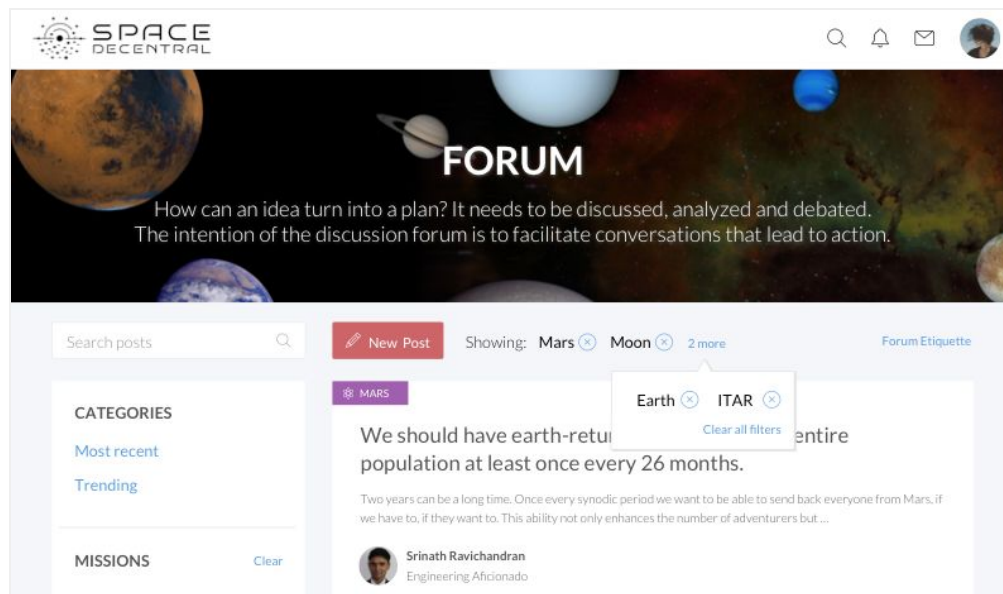 SPACE
DECENTRAL
FORUM
How can an idea turn into a plan? It needs to be discussed, analyzed and debated.
The intention of the discussion forum is to facilitate conversations that lead to action.
Search posts
New Post
Showing: Mars Moon 2 more
Forum Etiquette
Earth ITAR
Clear all filters
CATEGORIES
Most recent
Trending
MISSIONS
Clear
MARS
We should have earth-retu entire
population at least once every 26 months.
Two years can be a long time. Once every synodic period we want to be able to send back everyone from Mars, if
we have to, if they want to. This ability not only enhances the number of adventurers but ...
Srinath Ravichandran
Engineering Aficionado